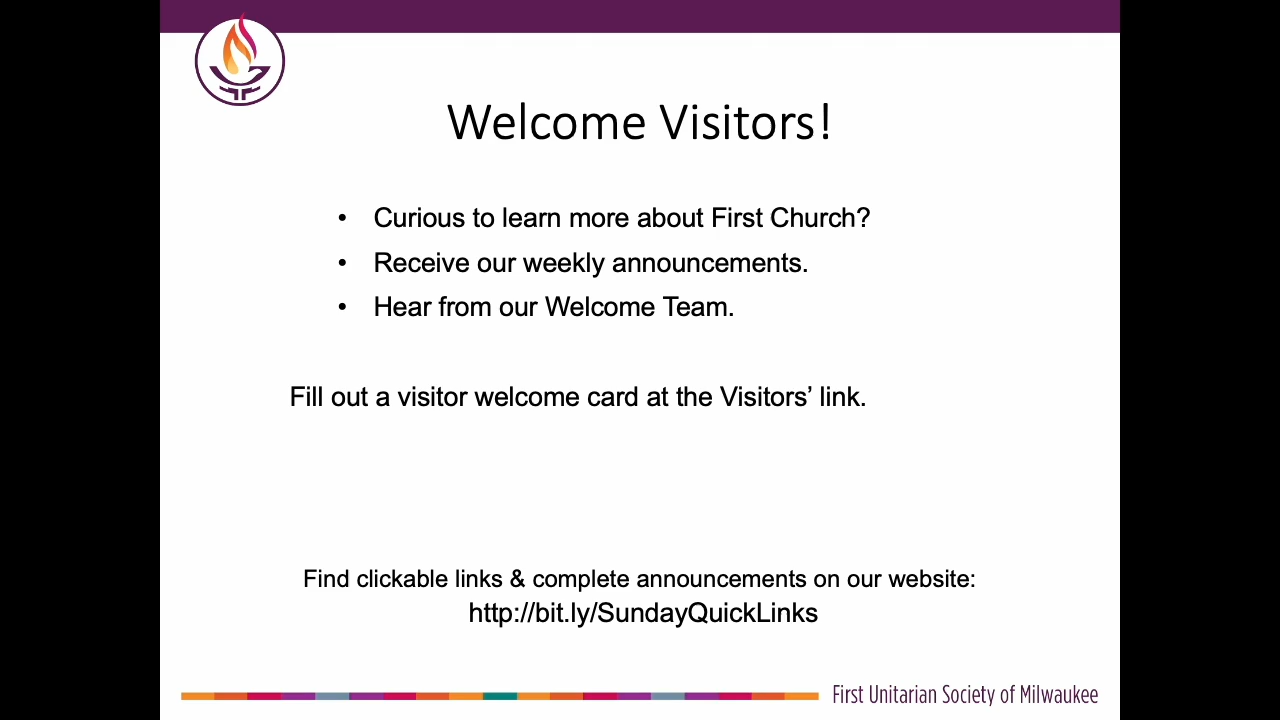 Welcome Visitors!
• Curious to learn more about First Church?
• Receive our weekly announcements.
• Hear from our Welcome Team.
Fill out a visitor welcome card at the Visitors’ link.
Find clickable links & complete announcements on our website:
http://bit.ly/SundayQuickLinks
First Unitarian Society of Milwaukee